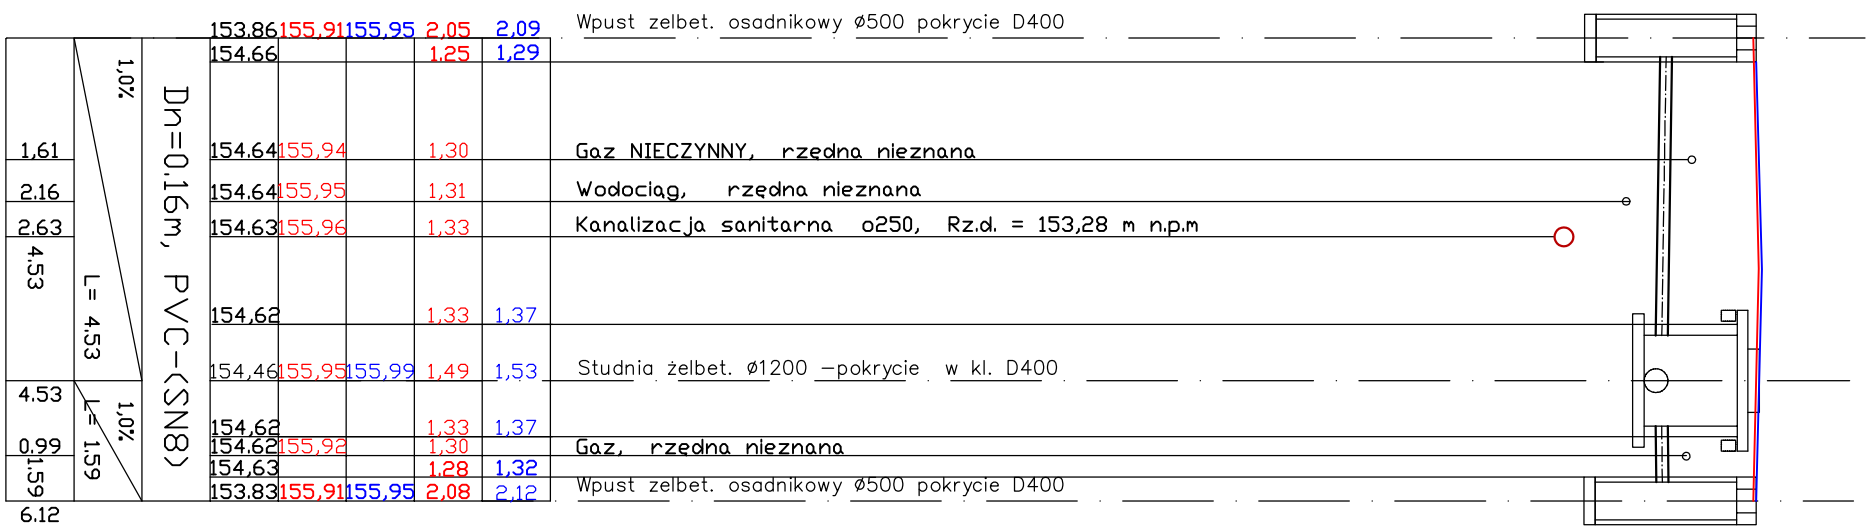 153.86 155,91 155,95 2,05 2,09 Wpust zelbet. osadnikowy Ø500 pokrycie D400
154.66 1.25 1,29
1,0%
Dn=0.16m, PVC-<SN8>
1,61 154.64 155,94 1,30 Gaz NIECZYNNY, rzędna nieznana
2.16 154.64 155,95 1,31 Wodociąg, rzędna nieznana
2.63 154.63 155,96 1,33 Kanalizacja sanitarna o250, Rz.d. = 153,28 m n.p.m
4.53
L= 4.53
154,62 1,33 1,37
154,46 155,95 155,99 1,49 1,53 Studnia żelbet. Ø1200 -pokrycie w kl. D400
4.53
1,0%
L= 1.59
154,62 1,33 1,37
0.99 154.62 155,92 1,30 Gaz, rzędna nieznana
154,63 1.28 1,32
1.59
153.83 155,91 155,95 2,08 2,12 Wpust zelbet. osadnikowy Ø500 pokrycie D400
6.12